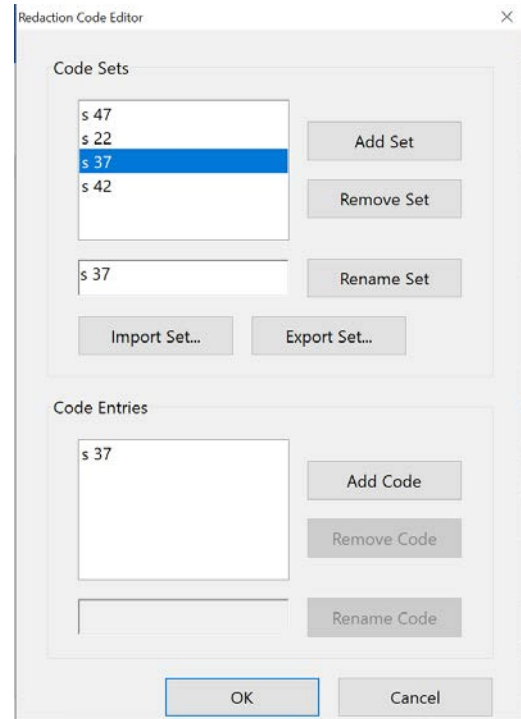 Redaction Code Editor
Code Sets
s 47
s 22
s 37
s 42
Add Set
Remove Set
s 37
Rename Set
Import Set...
Export Set...
Code Entries
s 37
Add Code
Remove Code
Rename Code
OK
Cancel